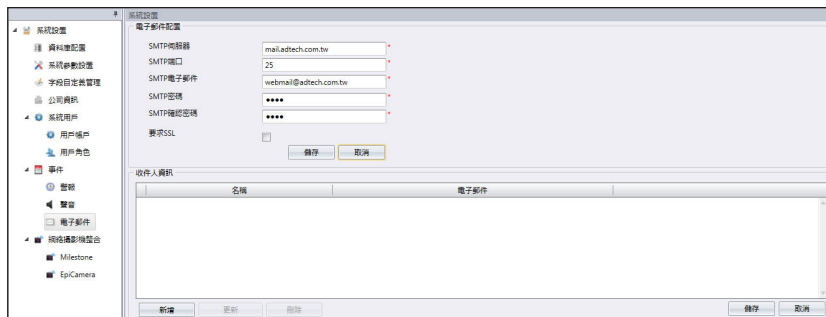 系統設置
系統設置
資料庫配置
系統參數設置
字段自定義管理
公司資訊
系統用戶
用戶帳戶
用戶角色
事件
警報
聲音
電子郵件
網絡攝影機整合
Milestone
EpiCamera
電子郵件配置
SMTP伺服器 mail.adtech.com.tw *
SMTP端口 25 *
SMTP電子郵件 webmail@adtech.com.tw *
SMTP密碼 •••• *
SMTP確認密碼 •••• *
要求SSL
儲存 取消
收件人資訊
名稱 電子郵件
新增 更新 刪除 儲存 取消